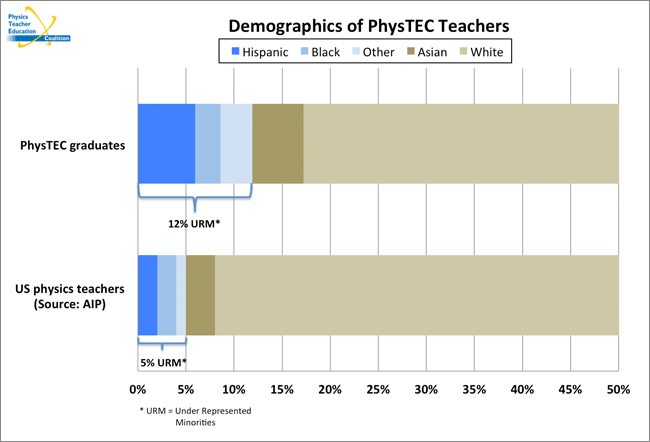 Physics
Teacher
Education
Coalition
Demographics of PhysTEC Teachers
Hispanic Black Other Asian White
PhysTEC graduates
12% URM*
US physics teachers
(Source: AIP)
5% URM*
0% 5% 10% 15% 20% 25% 30% 35% 40% 45% 50%
* URM = Under Represented
Minorities